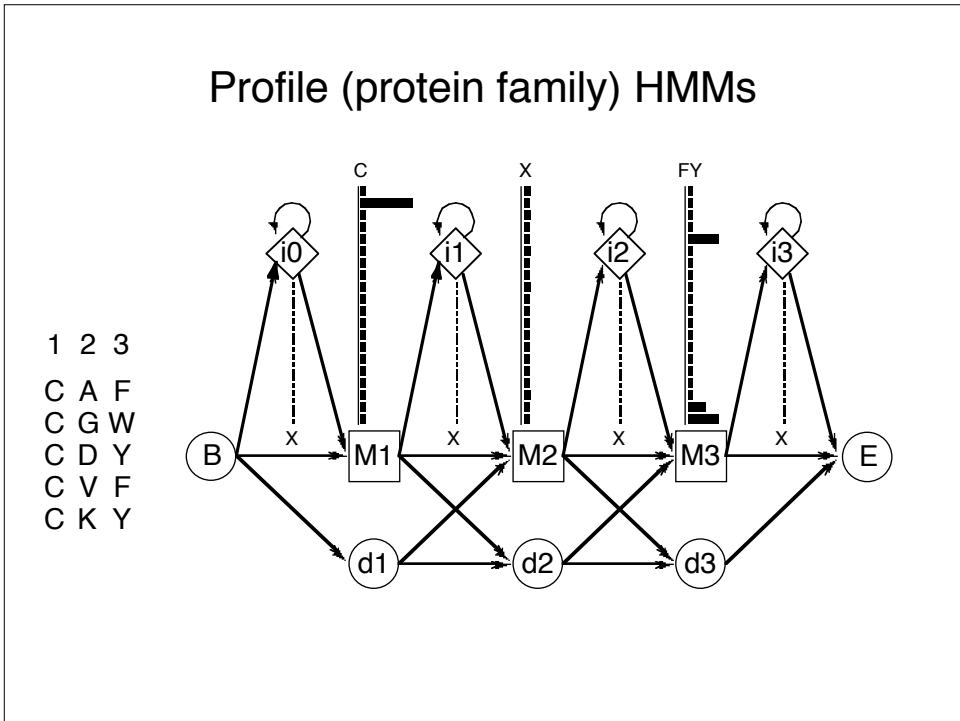 Profile (protein family) HMMs
C X FY
i0 i1 i2 i3
1 2 3
C A F
C G W
C D Y
C V F
C K Y
x x x x
B M1 M2 M3 E
d1 d2 d3